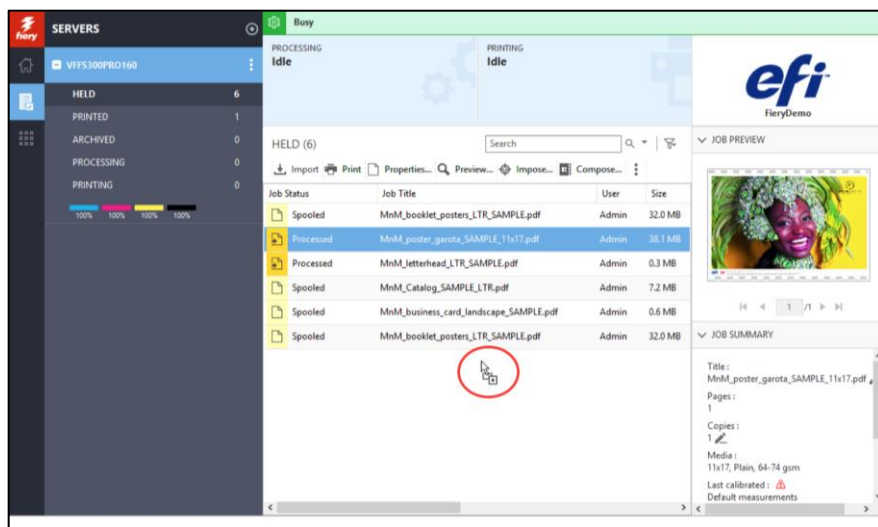 fiery
SERVERS
Busy
VFFS300PRO160
HELD 6
PRINTED 1
ARCHIVED 0
PROCESSING 0
PRINTING 0
100% 100% 100% 100%
PROCESSING
Idle
PRINTING
Idle
HELD (6)
Search
Import Print Properties... Preview... Impose... Compose...
Job Status Job Title User Size
Spooled MnM_booklet_posters_LTR_SAMPLE.pdf Admin 32.0 MB
Processed MnM_poster_garota_SAMPLE_11x17.pdf Admin 38.1 MB
Processed MnM_letterhead_LTR_SAMPLE.pdf Admin 0.3 MB
Spooled MnM_Catalog_SAMPLE_LTR.pdf Admin 7.2 MB
Spooled MnM_business_card_landscape_SAMPLE.pdf Admin 0.6 MB
Spooled MnM_booklet_posters_LTR_SAMPLE.pdf Admin 32.0 MB
efi
FieryDemo
JOB PREVIEW
1 /1
JOB SUMMARY
Title :
MnM_poster_garota_SAMPLE_11x17.pdf
Pages :
1
Copies :
1
Media :
11x17, Plain, 64-74 gsm
Last calibrated :
Default measurements